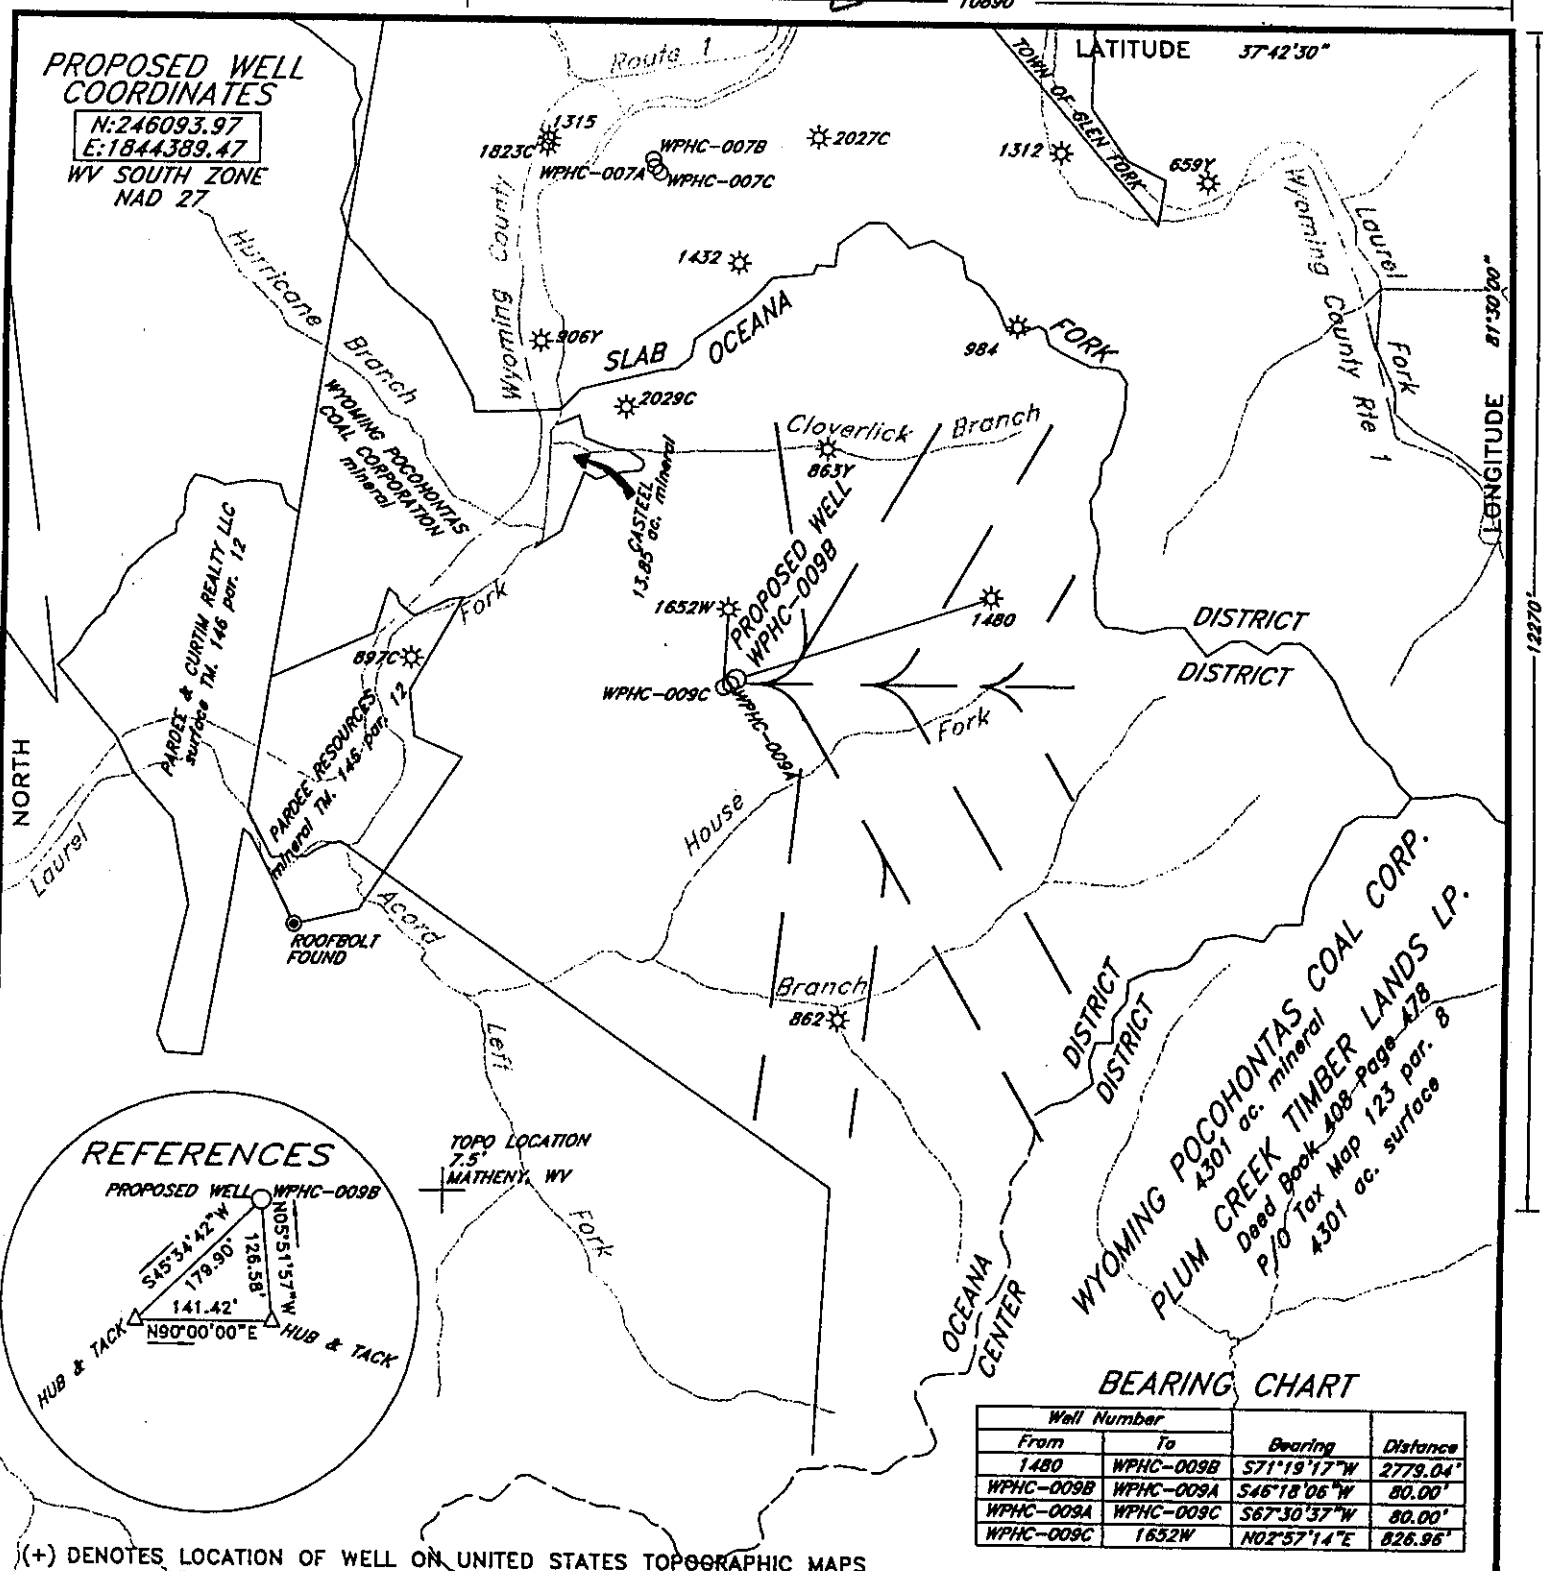 10690'
PROPOSED WELL
COORDINATES
N:246093.97
E:1844389.47
WV SOUTH ZONE
NAD 27
LATITUDE 37°42'30"
Route 1
TOWN OF GLEN FORK
1315
1823C
WPHC-007B
WPHC-007A
WPHC-007C
2027C
1312
659Y
Wyoming County
Wyoming County Rte 1
Laurel
Fork
LONGITUDE 81°30'00"
12270'
Hurricane
Branch
1432
906Y
SLAB
OCEANA
FORK
984
2029C
WYOMING POCOHONTAS
COAL CORPORATION
mineral
Cloverlick Branch
863Y
CASTEEL
13.85 ac. mineral
PARDEE & CURTIM REALTY LLC
surface TM. 146 par. 12
Fork
1652W
PROPOSED WELL
WPHC-009B
1480
DISTRICT
DISTRICT
897C
WPHC-009C
WPHC-009A
PARDEE RESOURCES
mineral TM. 146 par. 12
Fork
House
NORTH
Laurel
Acord
ROOFBOLT
FOUND
Branch
862
Left
Fork
DISTRICT
DISTRICT
WYOMING POCOHONTAS COAL CORP.
4301 ac. mineral
PLUM CREEK TIMBER LANDS LP.
Deed Book 408 Page 478
P/O Tax Map 123 par. 8
4301 ac. surface
TOPO LOCATION
7.5'
MATHENY, WV
OCEANA
CENTER
REFERENCES
PROPOSED WELL WPHC-009B
S45°34'42"W
179.90'
N05°51'57"W
126.58'
141.42'
N90°00'00"E
HUB & TACK
HUB & TACK
BEARING CHART
Well Number
From To Bearing Distance
1480 WPHC-009B S71°19'17"W 2779.04'
WPHC-009B WPHC-009A S46°18'06"W 80.00'
WPHC-009A WPHC-009C S67°30'37"W 80.00'
WPHC-009C 1652W N02°57'14"E 826.96'
(+) DENOTES LOCATION OF WELL ON UNITED STATES TOPOGRAPHIC MAPS